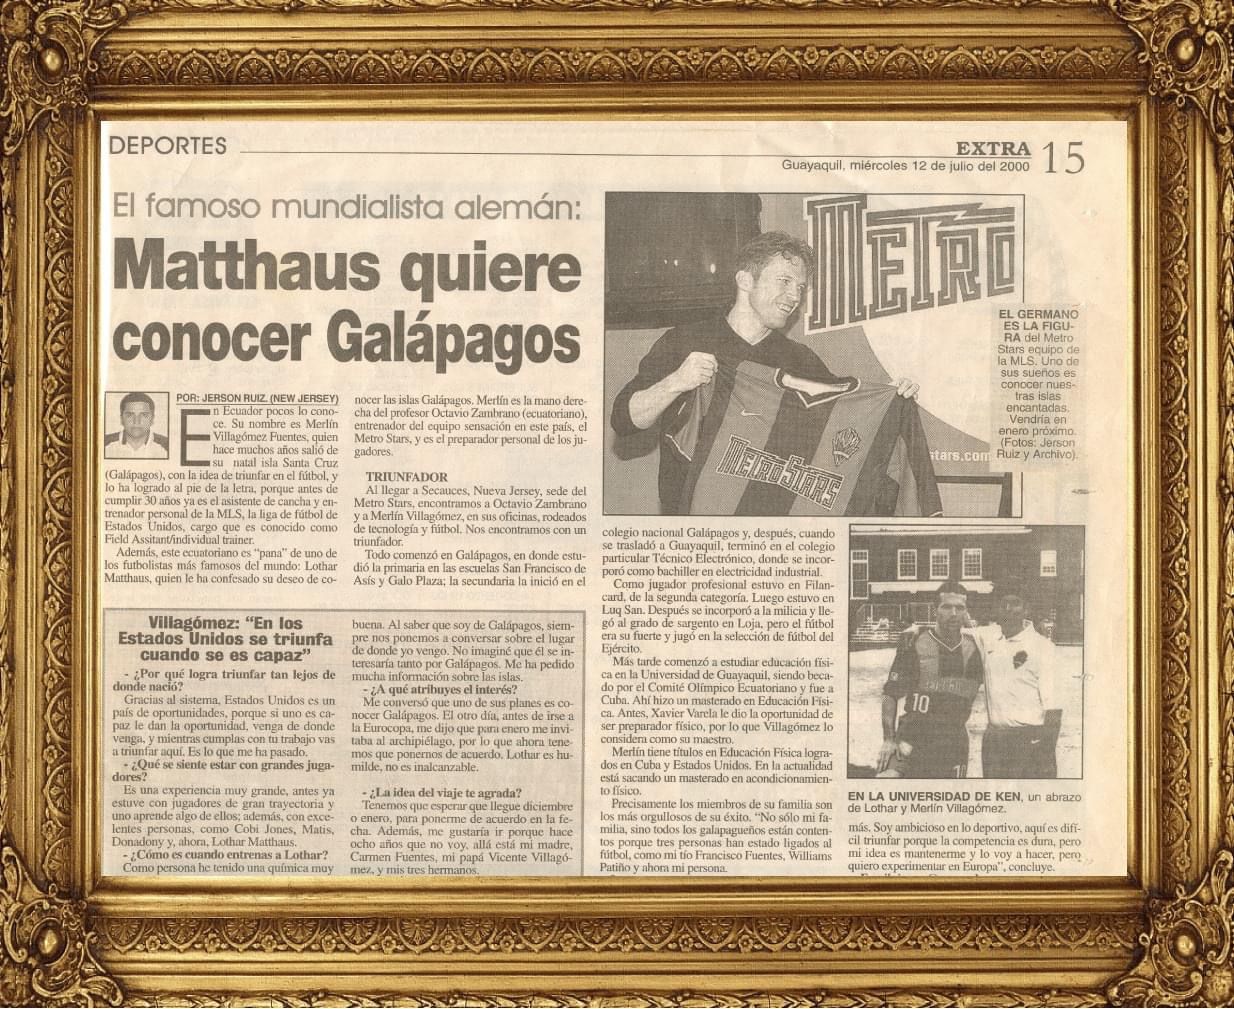 DEPORTES
EXTRA 15
Guayaquil, miércoles 12 de julio del 2000
El famoso mundialista alemán:
Matthaus quiere
conocer Galápagos
POR: JERSON RUIZ. (NEW JERSEY)
En Ecuador pocos lo cono-
ce. Su nombre es Merlín
Villagómez Fuentes, quien
hace muchos años salió de
su natal isla Santa Cruz
(Galápagos), con la idea de triunfar en el fútbol, y
lo ha logrado al pie de la letra, porque antes de
cumplir 30 años ya es el asistente de cancha y en-
trenador personal de la MLS, la liga de fútbol de
Estados Unidos, cargo que es conocido como
Field Assitant/individual trainer.
Además, este ecuatoriano es “pana” de uno de
los futbolistas más famosos del mundo: Lothar
Matthaus, quien le ha confesado su deseo de co-
nocer las islas Galápagos. Merlín es la mano dere-
cha del profesor Octavio Zambrano (ecuatoriano),
entrenador del equipo sensación en este país, el
Metro Stars, y es el preparador personal de los ju-
gadores.
TRIUNFADOR
Al llegar a Secauces, Nueva Jersey, sede del
Metro Stars, encontramos a Octavio Zambrano
y a Merlín Villagómez, en sus oficinas, rodeados
de tecnología y fútbol. Nos encontramos con un
triunfador.
Todo comenzó en Galápagos, en donde estu-
dió la primaria en las escuelas San Francisco de
Asís y Galo Plaza; la secundaria la inició en el
METRO
METROSTARS
stars.com
EL GERMANO
ES LA FIGU-
RA del Metro
Stars equipo de
la MLS. Uno de
sus sueños es
conocer nues-
tras islas
encantadas.
Vendría en
enero próximo.
(Fotos: Jerson
Ruiz y Archivo).
colegio nacional Galápagos y, después, cuando
se trasladó a Guayaquil, terminó en el colegio
particular Técnico Electrónico, donde se incor-
poró como bachiller en electricidad industrial.
Como jugador profesional estuvo en Filan-
card, de la segunda categoría. Luego estuvo en
Luq San. Después se incorporó a la milicia y lle-
gó al grado de sargento en Loja, pero el fútbol
era su fuerte y jugó en la selección de fútbol del
Ejército.
Más tarde comenzó a estudiar educación físi-
ca en la Universidad de Guayaquil, siendo beca-
do por el Comité Olímpico Ecuatoriano y fue a
Cuba. Ahí hizo un masterado en Educación Físi-
ca. Antes, Xavier Varela le dio la oportunidad de
ser preparador físico, por lo que Villagómez lo
considera como su maestro.
Merlín tiene títulos en Educación Física logra-
dos en Cuba y Estados Unidos. En la actualidad
está sacando un masterado en acondicionamien-
to físico.
Precisamente los miembros de su familia son
los más orgullosos de su éxito. “No sólo mi fa-
milia, sino todos los galapagueños están conten-
tos porque tres personas han estado ligados al
fútbol, como mi tío Francisco Fuentes, Williams
Patiño y ahora mi persona.
10
EN LA UNIVERSIDAD DE KEN, un abrazo
de Lothar y Merlín Villagómez.
más. Soy ambicioso en lo deportivo, aquí es difí-
cil triunfar porque la competencia es dura, pero
mi idea es mantenerme y lo voy a hacer, pero
quiero experimentar en Europa”, concluye.
Villagómez: “En los
Estados Unidos se triunfa
cuando se es capaz”
- ¿Por qué logra triunfar tan lejos de
donde nació?
Gracias al sistema, Estados Unidos es un
país de oportunidades, porque si uno es ca-
paz le dan la oportunidad, venga de donde
venga, y mientras cumplas con tu trabajo vas
a triunfar aquí. Es lo que me ha pasado.
- ¿Qué se siente estar con grandes juga-
dores?
Es una experiencia muy grande, antes ya
estuve con jugadores de gran trayectoria y
uno aprende algo de ellos; además, con exce-
lentes personas, como Cobi Jones, Matis,
Donadony y, ahora, Lothar Matthaus.
- ¿Cómo es cuando entrenas a Lothar?
Como persona he tenido una química muy
buena. Al saber que soy de Galápagos, siem-
pre nos ponemos a conversar sobre el lugar
de donde yo vengo. No imaginé que él se in-
teresaría tanto por Galápagos. Me ha pedido
mucha información sobre las islas.
- ¿A qué atribuyes el interés?
Me conversó que uno de sus planes es co-
nocer Galápagos. El otro día, antes de irse a
la Eurocopa, me dijo que para enero me invi-
taba al archipiélago, por lo que ahora tene-
mos que ponernos de acuerdo. Lothar es hu-
milde, no es inalcanzable.
- ¿La idea del viaje te agrada?
Tenemos que esperar que llegue diciembre
o enero, para ponerme de acuerdo en la fe-
cha. Además, me gustaría ir porque hace
ocho años que no voy, allá está mi madre,
Carmen Fuentes, mi papá Vicente Villagó-
mez, y mis tres hermanos.